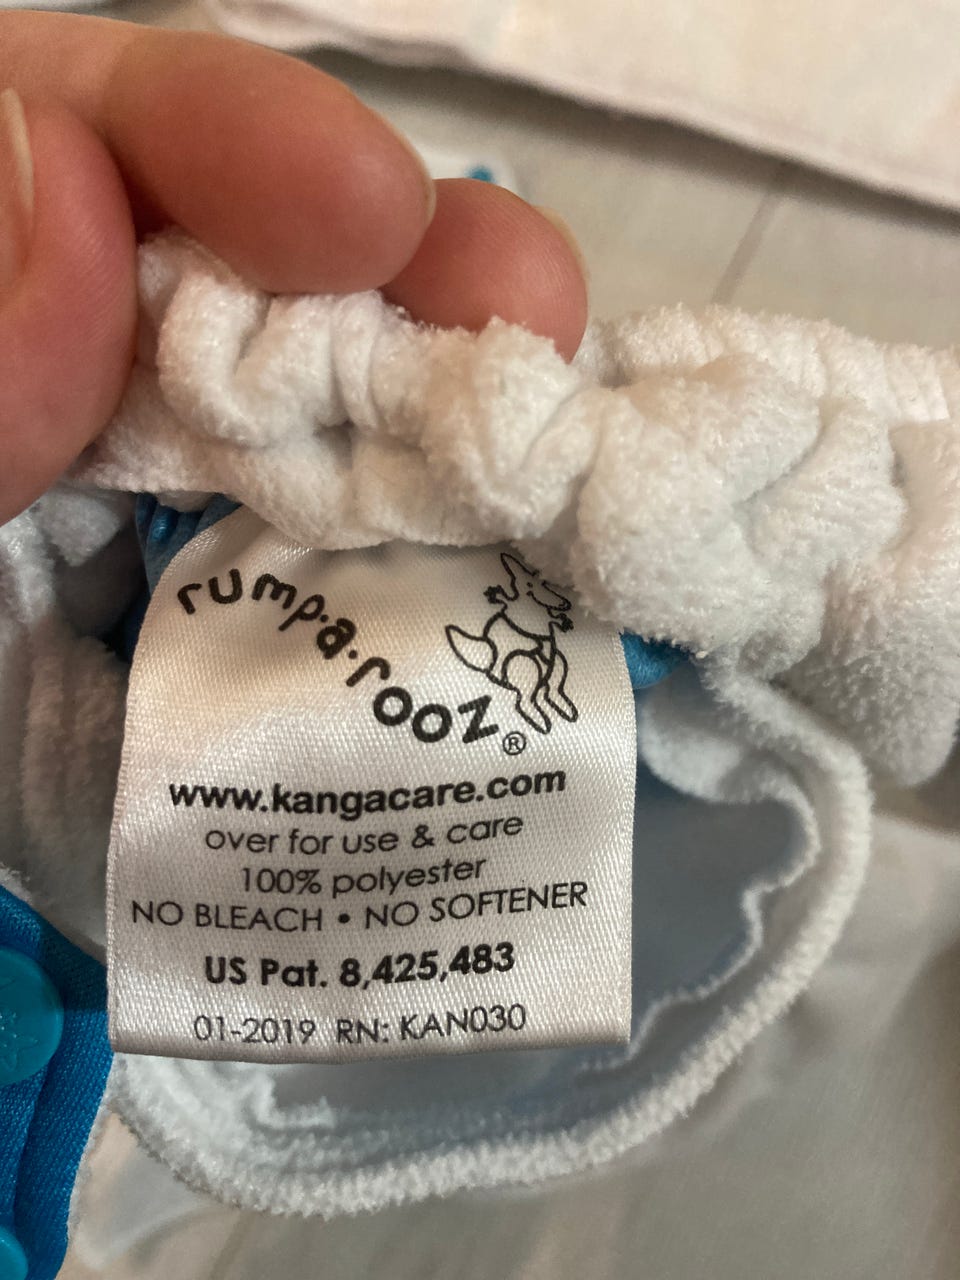 rump·a·rooz®
www.kangacare.com
over for use & care
100% polyester
NO BLEACH • NO SOFTENER
US Pat. 8,425,483
01-2019 RN: KAN030